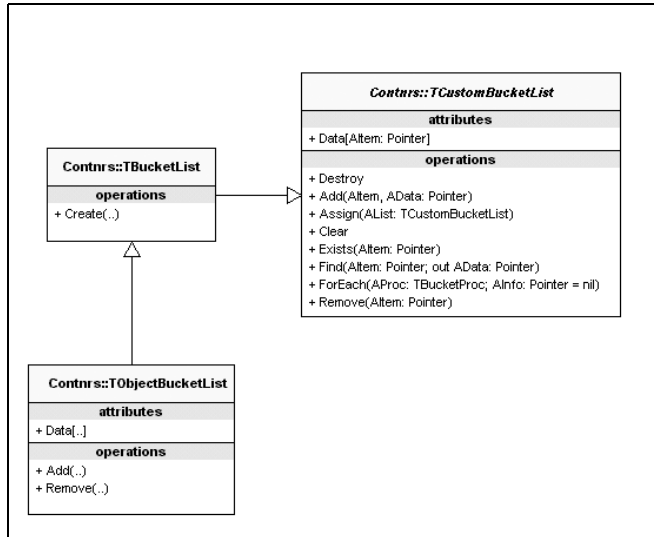 Contnrs::TCustomBucketList
attributes
+ Data[AItem: Pointer]
operations
+ Destroy
+ Add(AItem, AData: Pointer)
+ Assign(AList: TCustomBucketList)
+ Clear
+ Exists(AItem: Pointer)
+ Find(AItem: Pointer; out AData: Pointer)
+ ForEach(AProc: TBucketProc; AInfo: Pointer = nil)
+ Remove(AItem: Pointer)
Contnrs::TBucketList
operations
+ Create(..)
Contnrs::TObjectBucketList
attributes
+ Data[..]
operations
+ Add(..)
+ Remove(..)